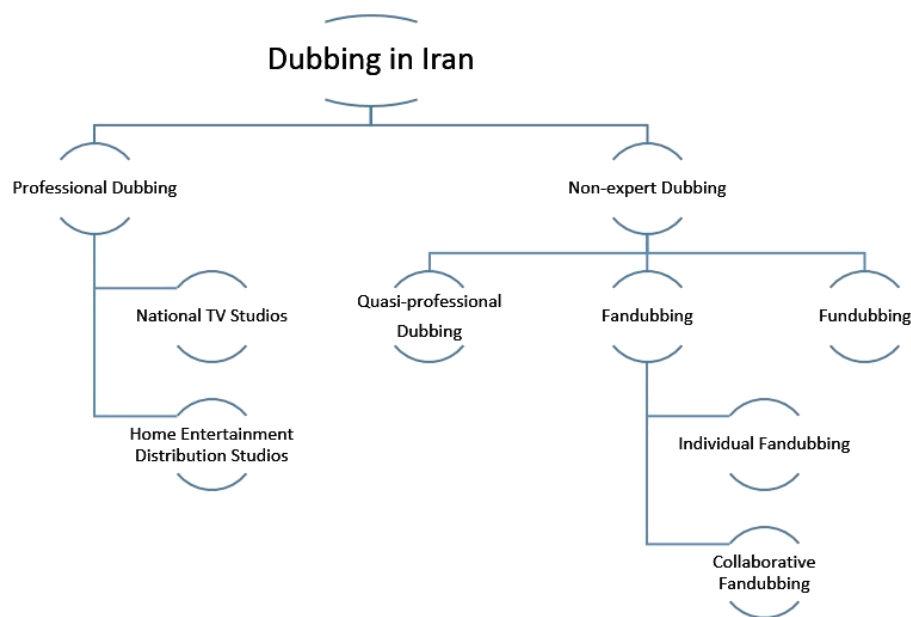 Dubbing in Iran
Professional Dubbing
Non-expert Dubbing
National TV Studios
Home Entertainment
Distribution Studios
Quasi-professional
Dubbing
Fandubbing
Fundubbing
Individual Fandubbing
Collaborative
Fandubbing